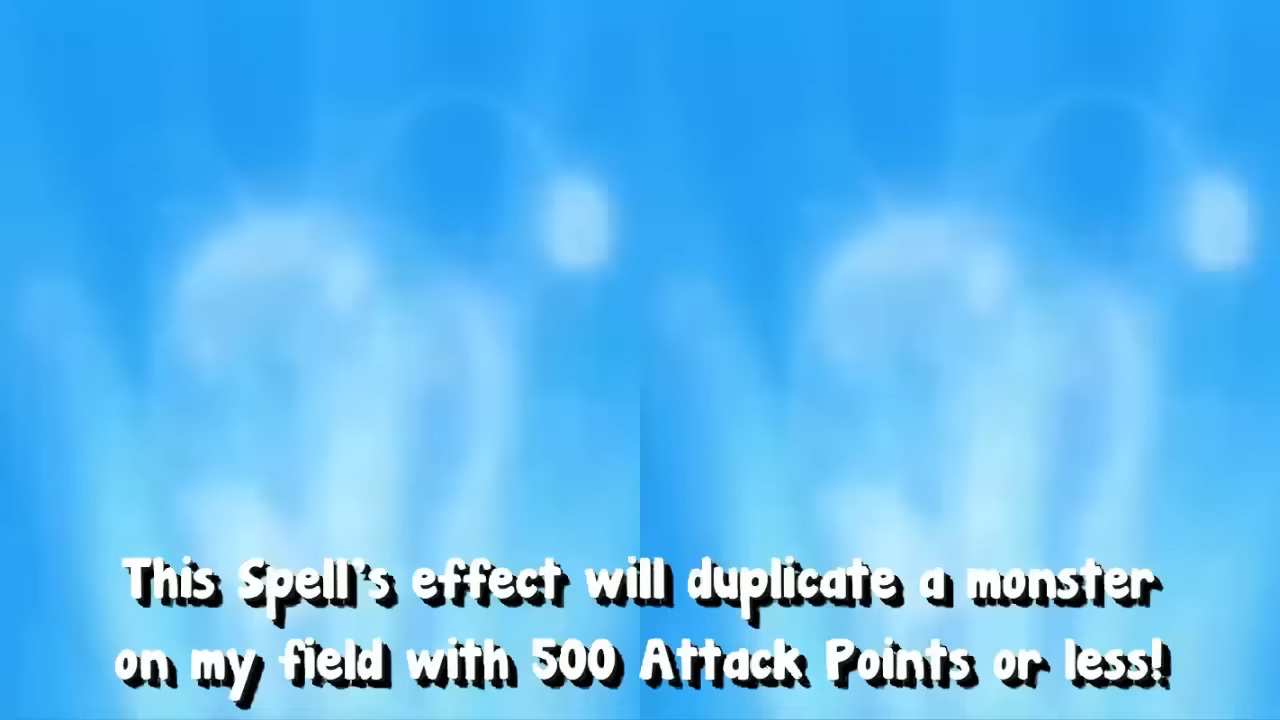 This Spell's effect will duplicate a monster
on my field with 500 Attack Points or less!